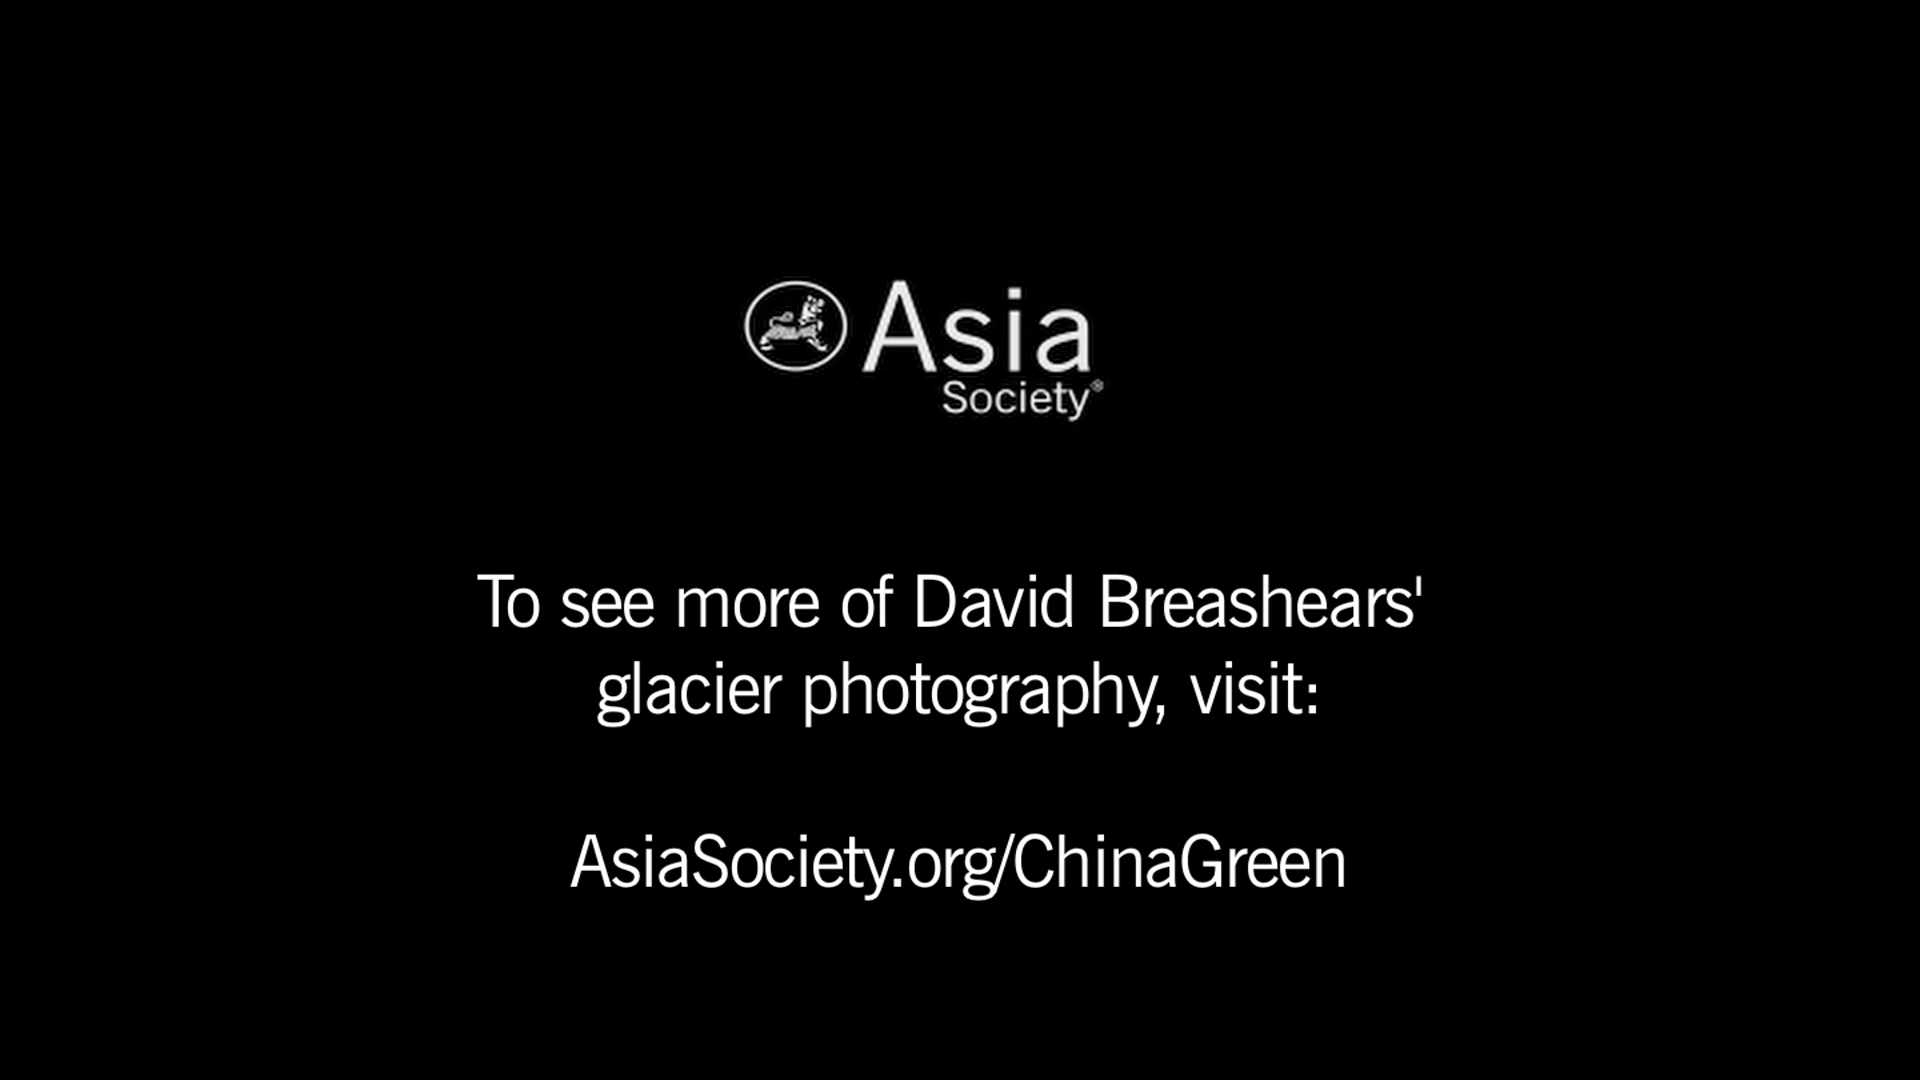 Asia
Society®
To see more of David Breashears'
glacier photography, visit:
AsiaSociety.org/ChinaGreen